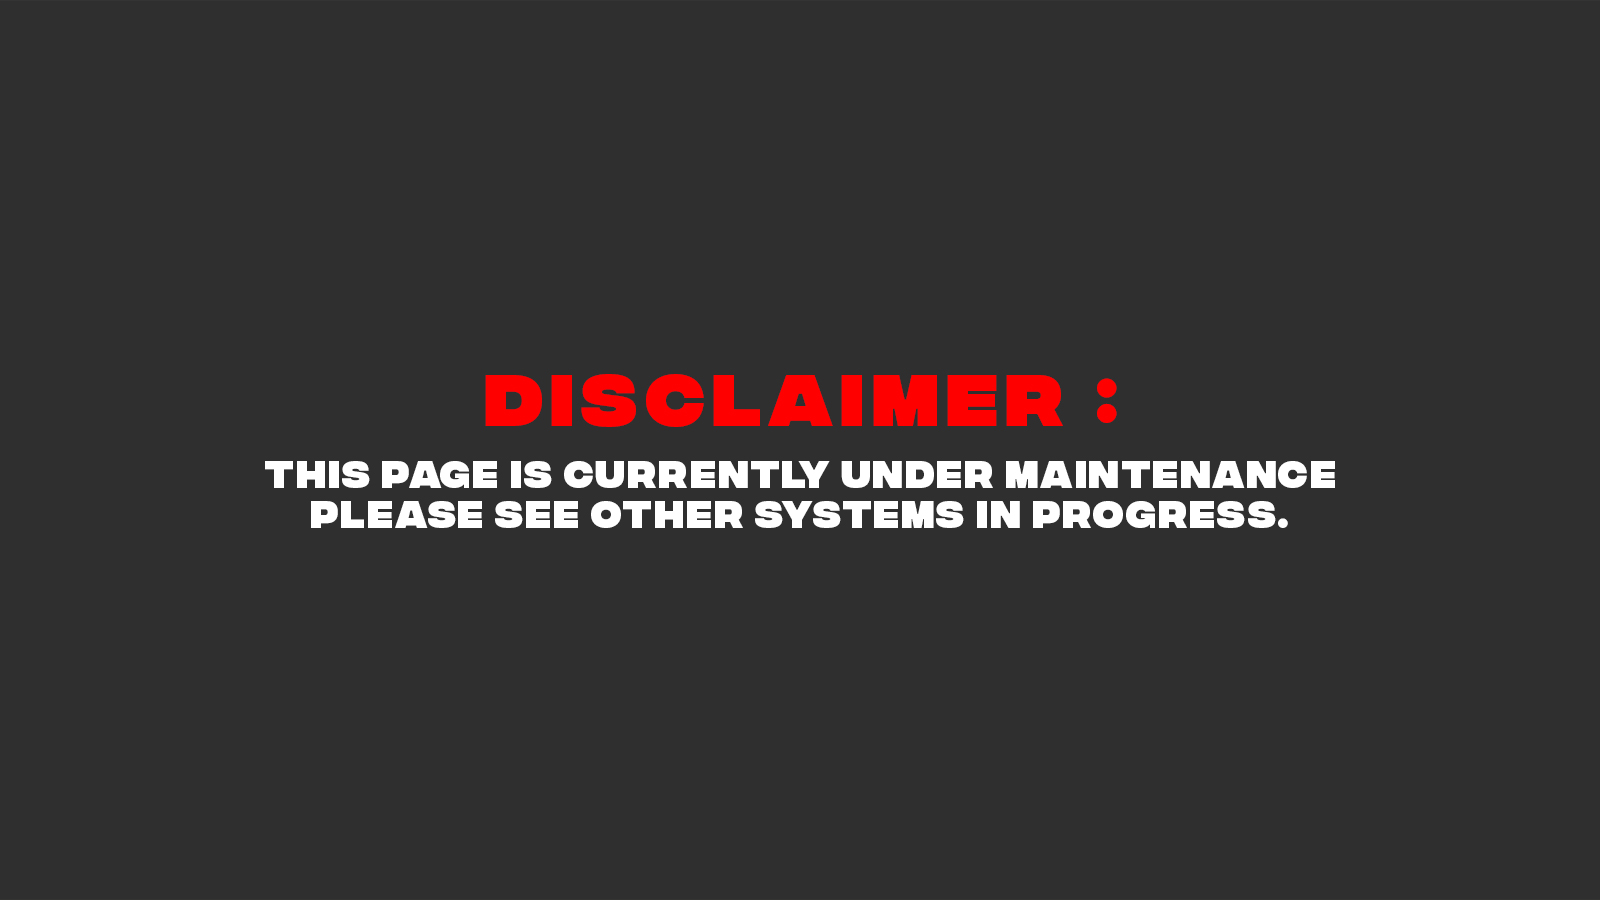 DISCLAIMER :
THIS PAGE IS CURRENTLY UNDER MAINTENANCE
PLEASE SEE OTHER SYSTEMS IN PROGRESS.